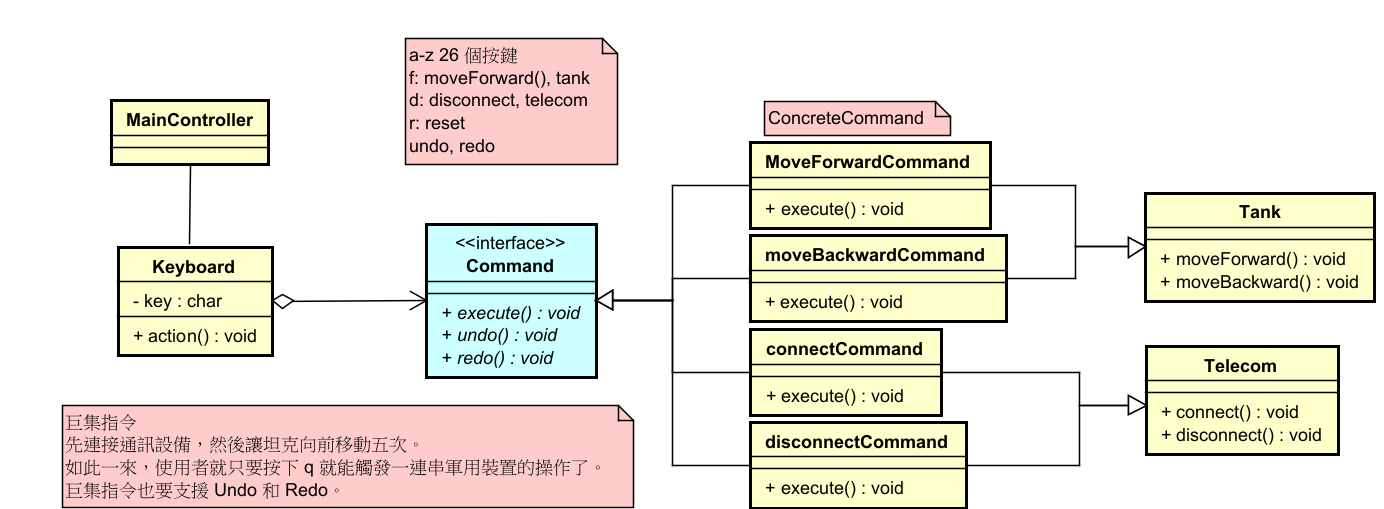 a-z 26 個按鍵
f: moveForward(), tank
d: disconnect, telecom
r: reset
undo, redo
MainController
Keyboard
- key : char
+ action() : void
<<interface>>
Command
+ execute() : void
+ undo() : void
+ redo() : void
ConcreteCommand
MoveForwardCommand
+ execute() : void
moveBackwardCommand
+ execute() : void
connectCommand
+ execute() : void
disconnectCommand
+ execute() : void
Tank
+ moveForward() : void
+ moveBackward() : void
Telecom
+ connect() : void
+ disconnect() : void
巨集指令
先連接通訊設備，然後讓坦克向前移動五次。
如此一來，使用者就只要按下 q 就能觸發一連串軍用裝置的操作了。
巨集指令也要支援 Undo 和 Redo。